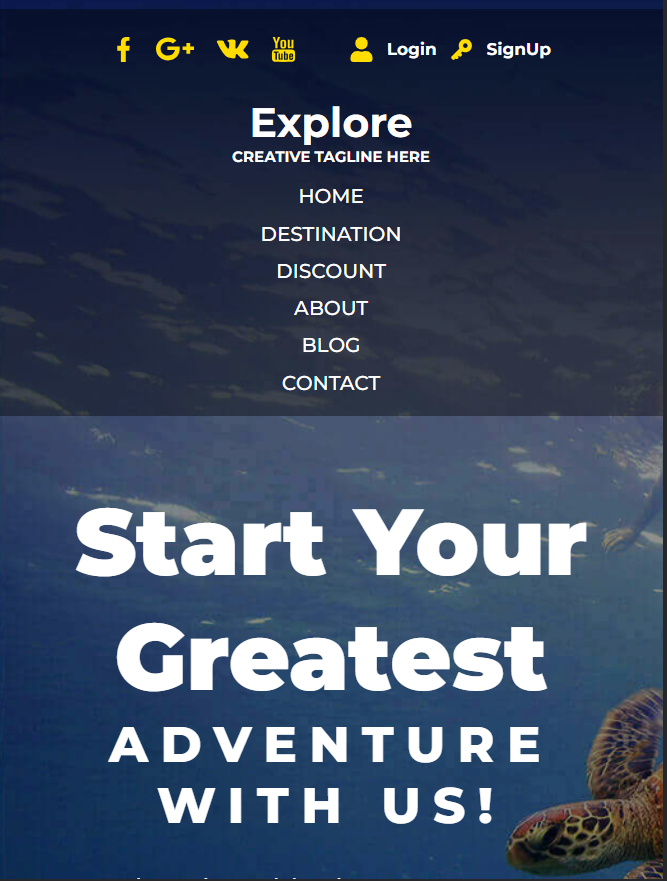 Login SignUp
Explore
CREATIVE TAGLINE HERE
HOME
DESTINATION
DISCOUNT
ABOUT
BLOG
CONTACT
Start Your
Greatest
ADVENTURE
WITH US!